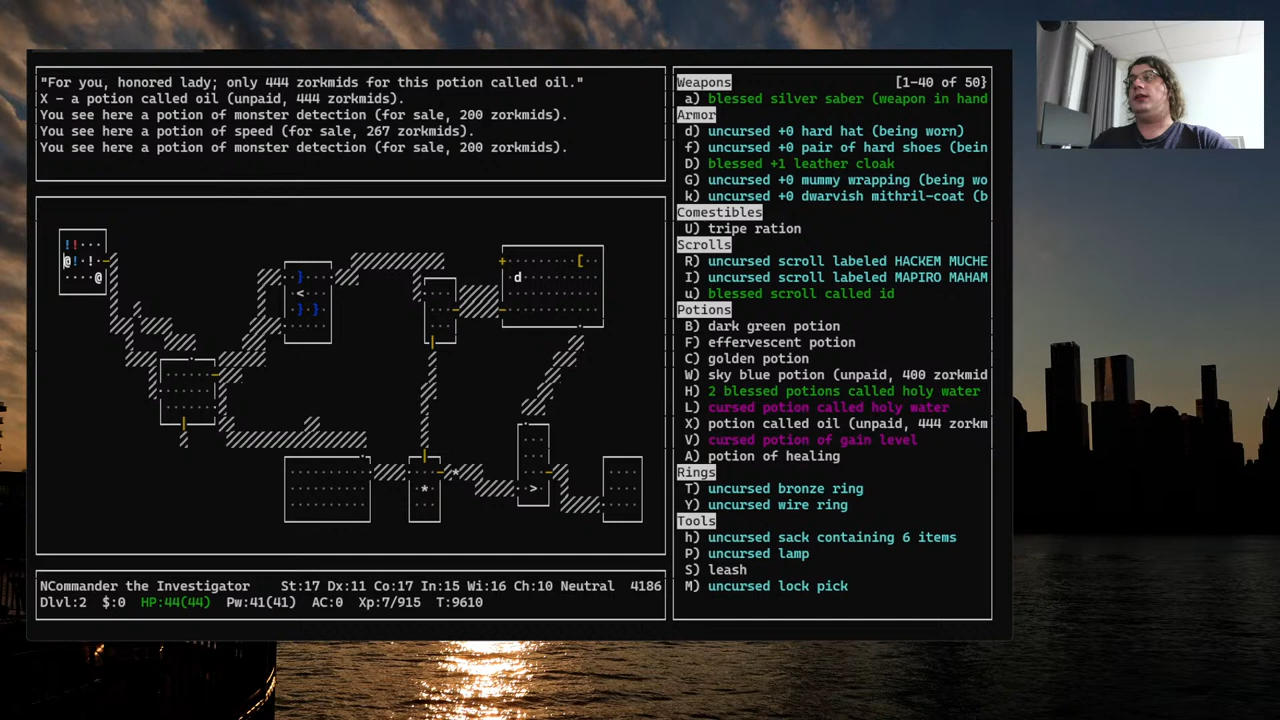 "For you, honored lady; only 444 zorkmids for this potion called oil."
X - a potion called oil (unpaid, 444 zorkmids).
You see here a potion of monster detection (for sale, 200 zorkmids).
You see here a potion of speed (for sale, 267 zorkmids).
You see here a potion of monster detection (for sale, 200 zorkmids).
NCommander the Investigator St:17 Dx:11 Co:17 In:15 Wi:16 Ch:10 Neutral 4186
Dlvl:2 $:0 HP:44(44) Pw:41(41) AC:0 Xp:7/915 T:9610
Weapons [1-40 of 50}
a) blessed silver saber (weapon in hand
Armor
d) uncursed +0 hard hat (being worn)
f) uncursed +0 pair of hard shoes (bein
D) blessed +1 leather cloak
G) uncursed +0 mummy wrapping (being wo
k) uncursed +0 dwarvish mithril-coat (b
Comestibles
U) tripe ration
Scrolls
R) uncursed scroll labeled HACKEM MUCHE
I) uncursed scroll labeled MAPIRO MAHAM
u) blessed scroll called id
Potions
B) dark green potion
F) effervescent potion
C) golden potion
W) sky blue potion (unpaid, 400 zorkmid
H) 2 blessed potions called holy water
L) cursed potion called holy water
X) potion called oil (unpaid, 444 zorkm
V) cursed potion of gain level
A) potion of healing
Rings
T) uncursed bronze ring
Y) uncursed wire ring
Tools
h) uncursed sack containing 6 items
P) uncursed lamp
S) leash
M) uncursed lock pick